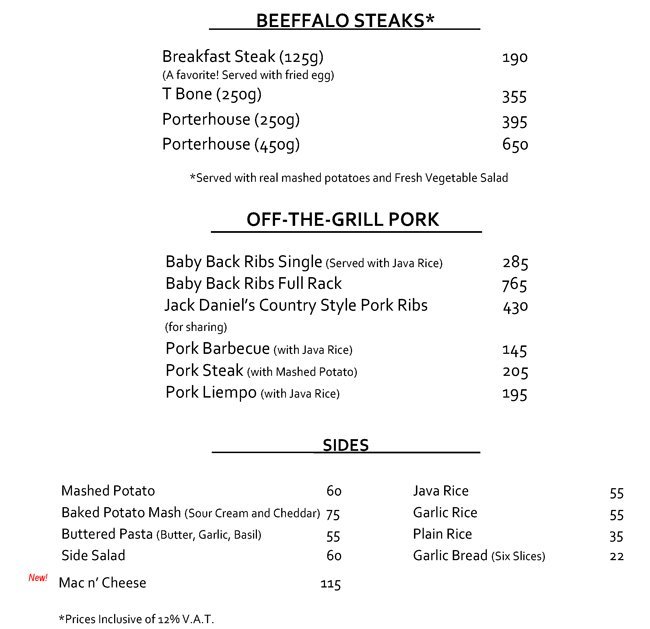 BEEFFALO STEAKS*
Breakfast Steak (125g) 190
(A favorite! Served with fried egg)
T Bone (250g) 355
Porterhouse (250g) 395
Porterhouse (450g) 650
*Served with real mashed potatoes and Fresh Vegetable Salad
OFF-THE-GRILL PORK
Baby Back Ribs Single (Served with Java Rice) 285
Baby Back Ribs Full Rack 765
Jack Daniel's Country Style Pork Ribs 430
(for sharing)
Pork Barbecue (with Java Rice) 145
Pork Steak (with Mashed Potato) 205
Pork Liempo (with Java Rice) 195
SIDES
Mashed Potato 60
Baked Potato Mash (Sour Cream and Cheddar) 75
Buttered Pasta (Butter, Garlic, Basil) 55
Side Salad 60
New! Mac n' Cheese 115
Java Rice 55
Garlic Rice 55
Plain Rice 35
Garlic Bread (Six Slices) 22
*Prices Inclusive of 12% V.A.T.